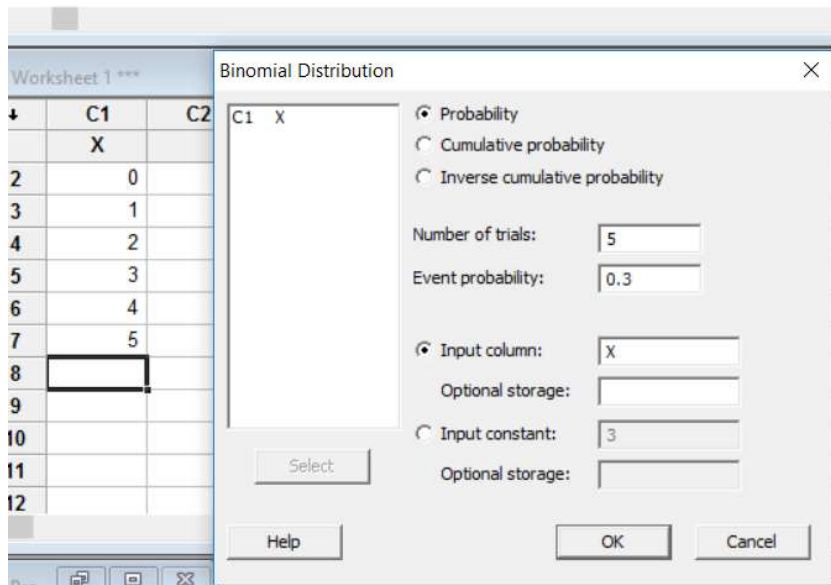 Worksheet 1 ***
C1 C2
X
2 0
3 1
4 2
5 3
6 4
7 5
8
9
10
11
12
Binomial Distribution
C1 X
Select
Probability
Cumulative probability
Inverse cumulative probability
Number of trials: 5
Event probability: 0.3
Input column: X
Optional storage:
Input constant: 3
Optional storage:
Help OK Cancel